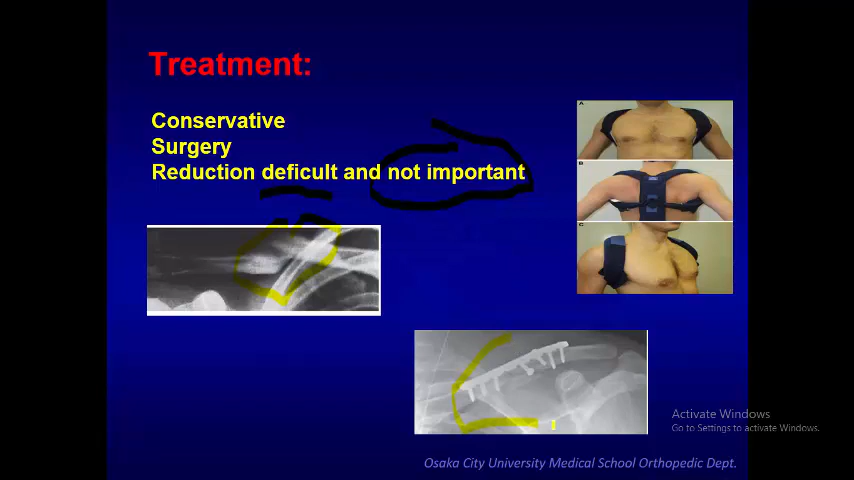 Treatment:
Conservative
Surgery
Reduction deficult and not important
A
B
C
Activate Windows
Go to Settings to activate Windows.
Osaka City University Medical School Orthopedic Dept.